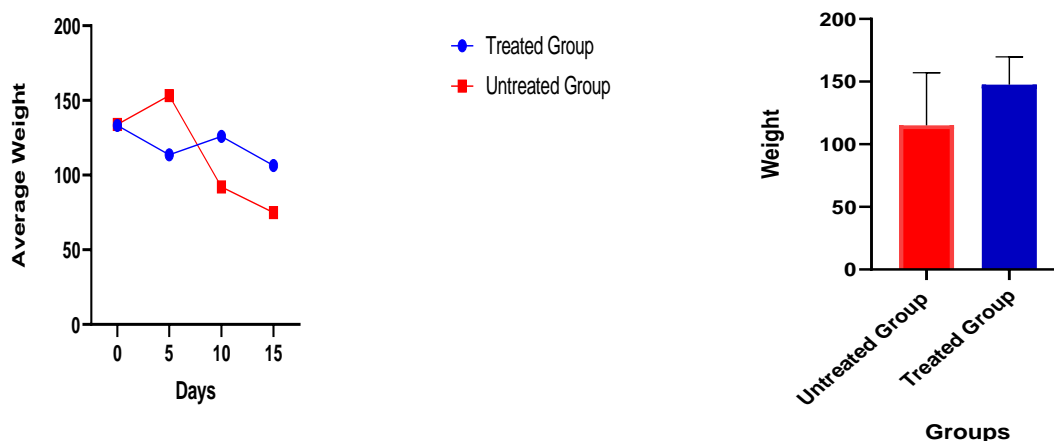 200
150
100
50
0
Average Weight
0 5 10 15
Days
Treated Group
Untreated Group
200
150
100
50
0
Weight
Untreated Group
Treated Group
Groups